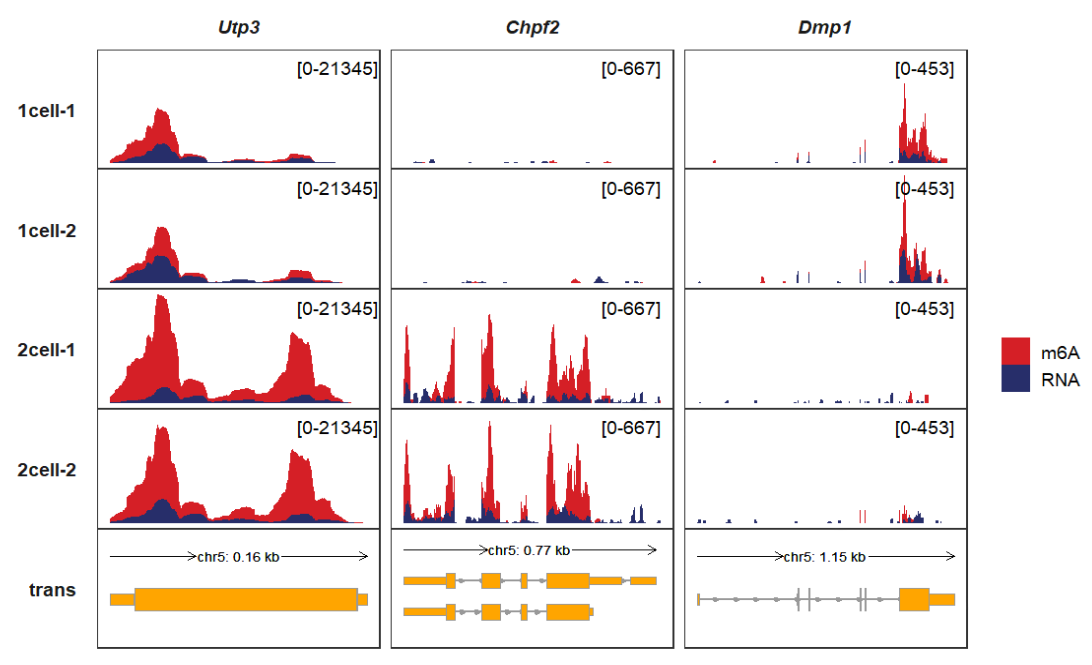 Utp3 Chpf2 Dmp1
1cell-1 [0-21345] [0-667] [0-453]
1cell-2 [0-21345] [0-667] [0-453]
2cell-1 [0-21345] [0-667] [0-453]
2cell-2 [0-21345] [0-667] [0-453]
m6A
RNA
trans chr5: 0.16 kb chr5: 0.77 kb chr5: 1.15 kb